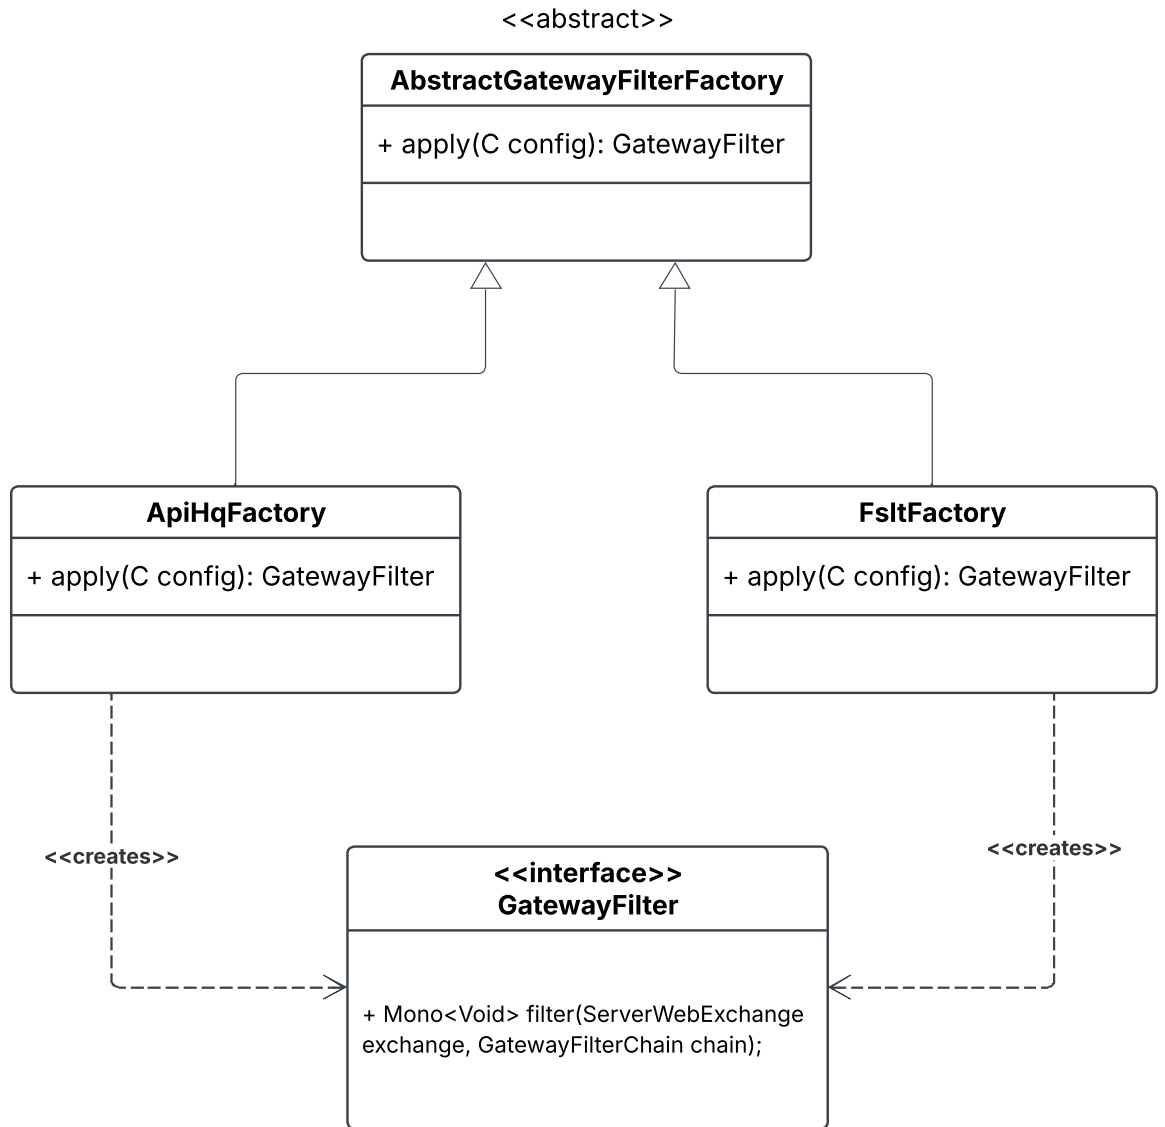 <<abstract>>
AbstractGatewayFilterFactory
+ apply(C config): GatewayFilter
ApiHqFactory
+ apply(C config): GatewayFilter
FsltFactory
+ apply(C config): GatewayFilter
<<creates>>
<<creates>>
<<interface>>
GatewayFilter
+ Mono<Void> filter(ServerWebExchange
exchange, GatewayFilterChain chain);